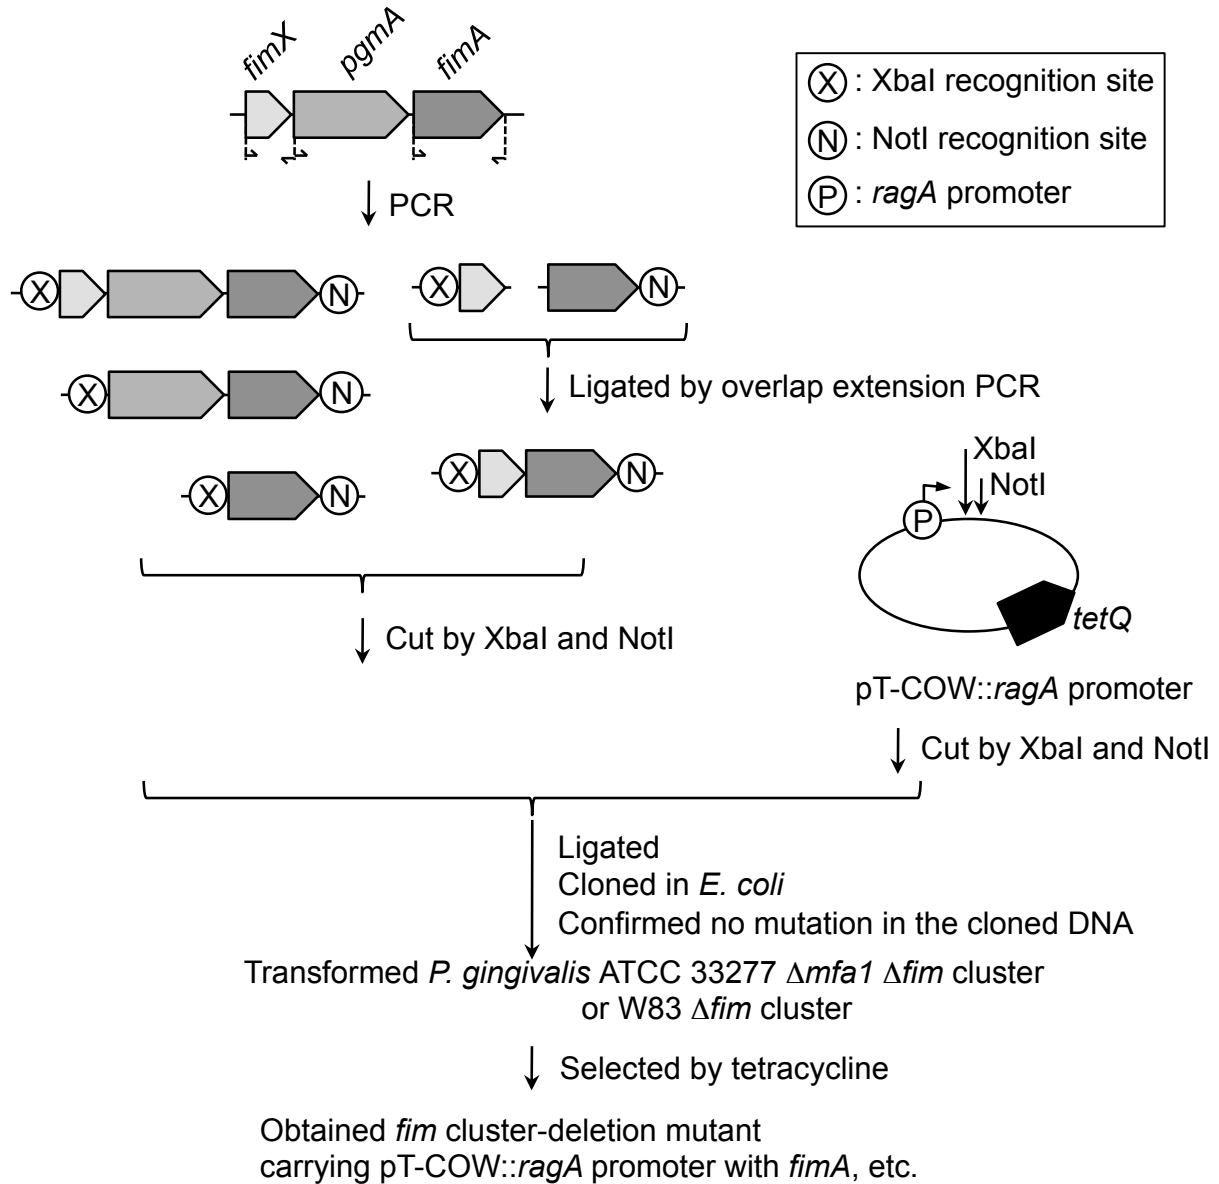 fimX
pgmA
fimA
X : XbaI recognition site
N : NotI recognition site
P : ragA promoter
PCR
X
N
X
N
Ligated by overlap extension PCR
X
N
X
N
X
N
XbaI
NotI
P
tetQ
Cut by XbaI and NotI
pT-COW::ragA promoter
Cut by XbaI and NotI
Ligated
Cloned in E. coli
Confirmed no mutation in the cloned DNA
Transformed P. gingivalis ATCC 33277 Δmfa1 Δfim cluster
or W83 Δfim cluster
Selected by tetracycline
Obtained fim cluster-deletion mutant
carrying pT-COW::ragA promoter with fimA, etc.